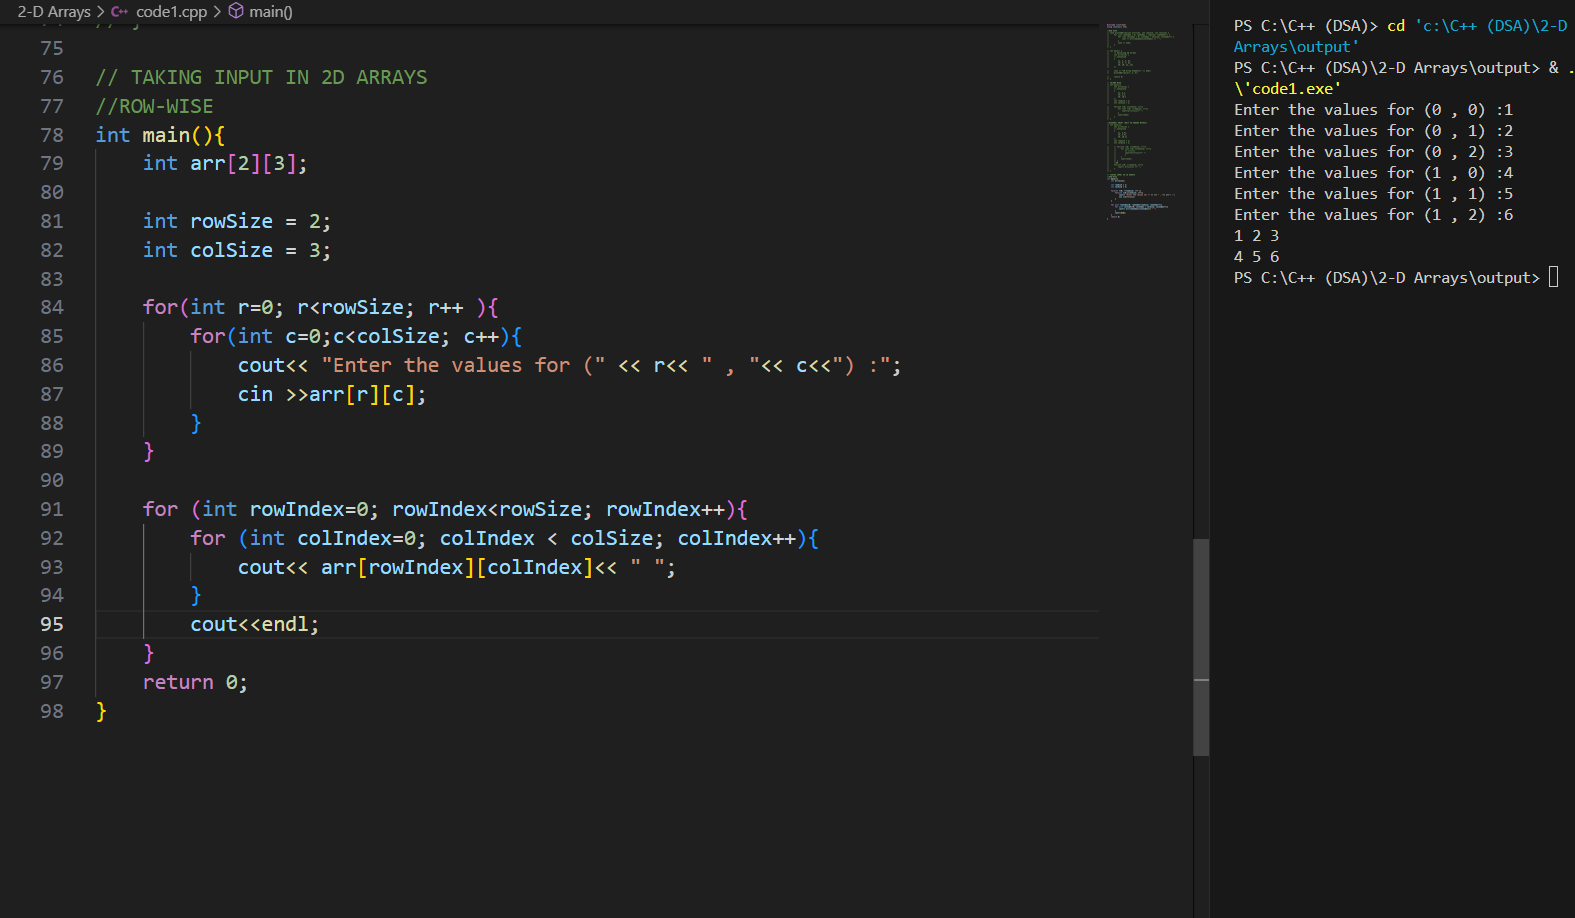 2-D Arrays > C++ code1.cpp > main()
75
76 // TAKING INPUT IN 2D ARRAYS
77 //ROW-WISE
78 int main(){
79     int arr[2][3];
80
81     int rowSize = 2;
82     int colSize = 3;
83
84     for(int r=0; r<rowSize; r++ ){
85         for(int c=0;c<colSize; c++){
86             cout<< "Enter the values for (" << r<< " , "<< c<<") :";
87             cin >>arr[r][c];
88         }
89     }
90
91     for (int rowIndex=0; rowIndex<rowSize; rowIndex++){
92         for (int colIndex=0; colIndex < colSize; colIndex++){
93             cout<< arr[rowIndex][colIndex]<< " ";
94         }
95         cout<<endl;
96     }
97     return 0;
98 }
PS C:\C++ (DSA)> cd 'c:\C++ (DSA)\2-D
Arrays\output'
PS C:\C++ (DSA)\2-D Arrays\output> & .
\'code1.exe'
Enter the values for (0 , 0) :1
Enter the values for (0 , 1) :2
Enter the values for (0 , 2) :3
Enter the values for (1 , 0) :4
Enter the values for (1 , 1) :5
Enter the values for (1 , 2) :6
1 2 3
4 5 6
PS C:\C++ (DSA)\2-D Arrays\output>